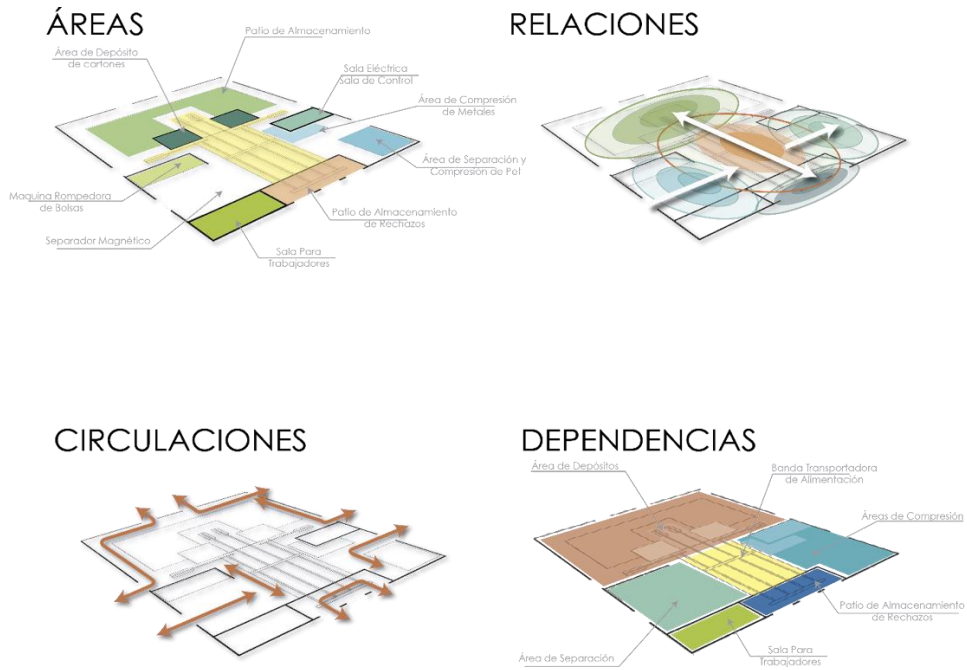 ÁREAS
Patio de Almacenamiento
Área de Depósito
de cartones
Sala Eléctrica
Sala de Control
Área de Compresión
de Metales
Área de Separación y
Compresión de Pet
Maquina Rompedora
de Bolsas
Separador Magnético
Patio de Almacenamiento
de Rechazos
Sala Para
Trabajadores
RELACIONES
CIRCULACIONES
DEPENDENCIAS
Área de Depósitos
Banda Transportadora
de Alimentación
Áreas de Compresión
Patio de Almacenamiento
de Rechazos
Sala Para
Trabajadores
Área de Separación